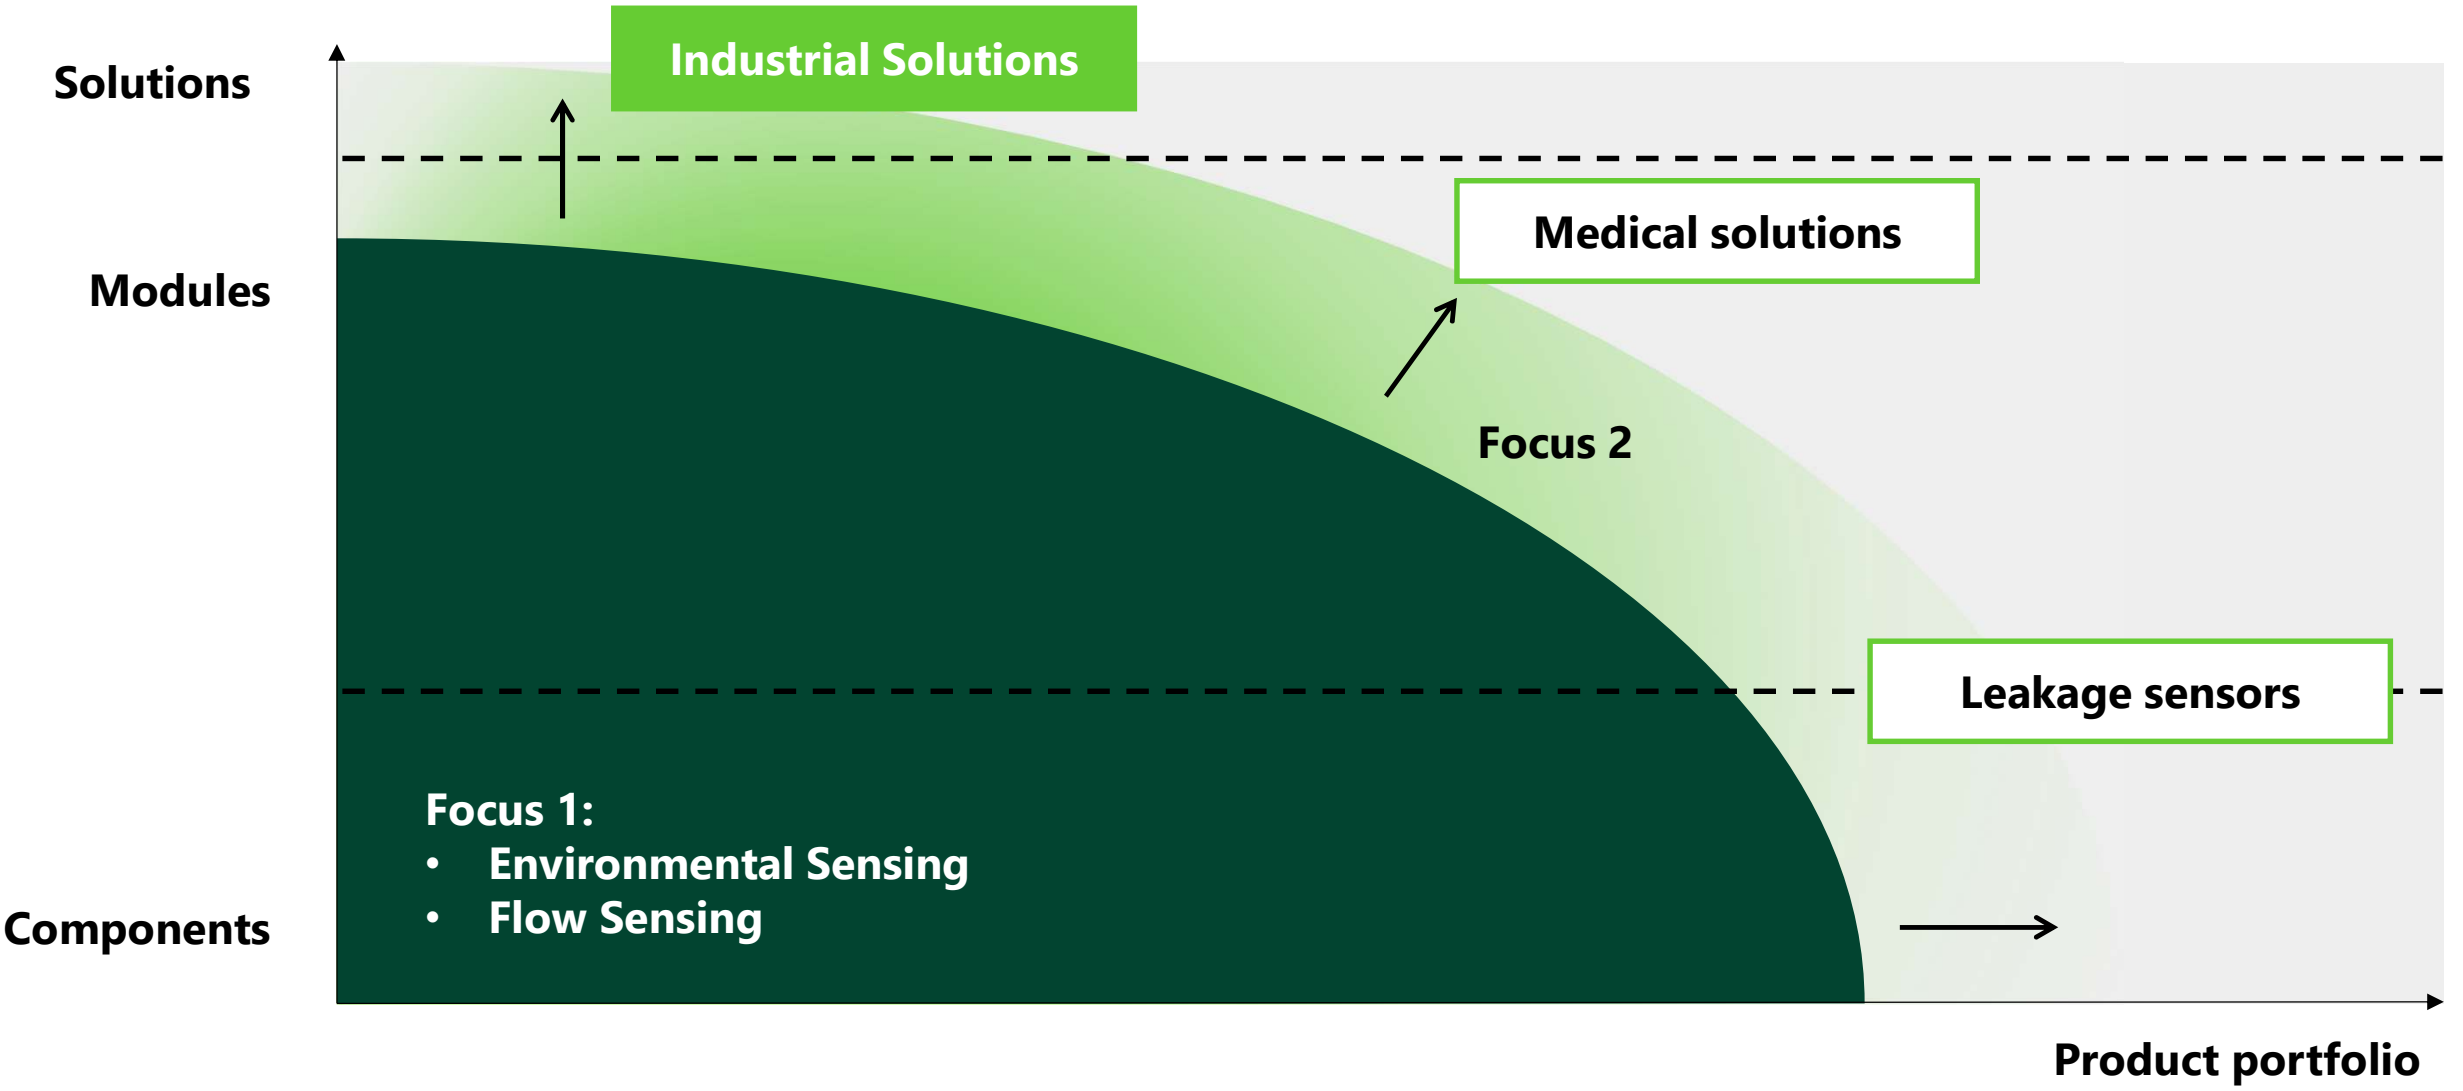 Industrial Solutions
Solutions
Medical solutions
Modules
Focus 2
Leakage sensors
Focus 1:
• Environmental Sensing
• Flow Sensing
Components
Product portfolio